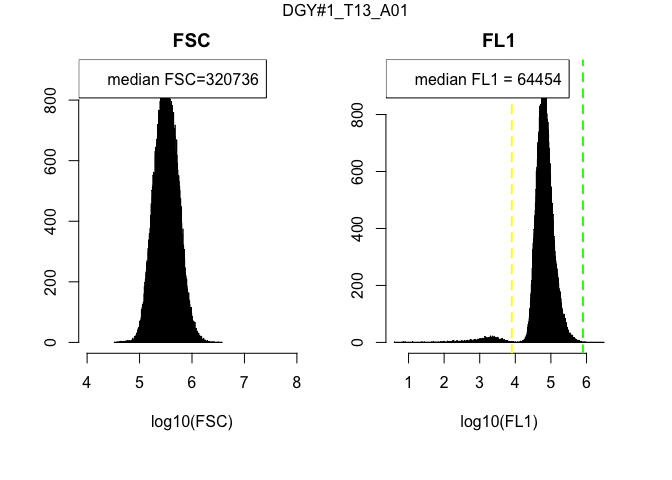 DGY#1_T13_A01
FSC
median FSC=320736
0
200
400
600
800
4 5 6 7 8
log10(FSC)
FL1
median FL1 = 64454
0
200
400
600
800
1 2 3 4 5 6
log10(FL1)